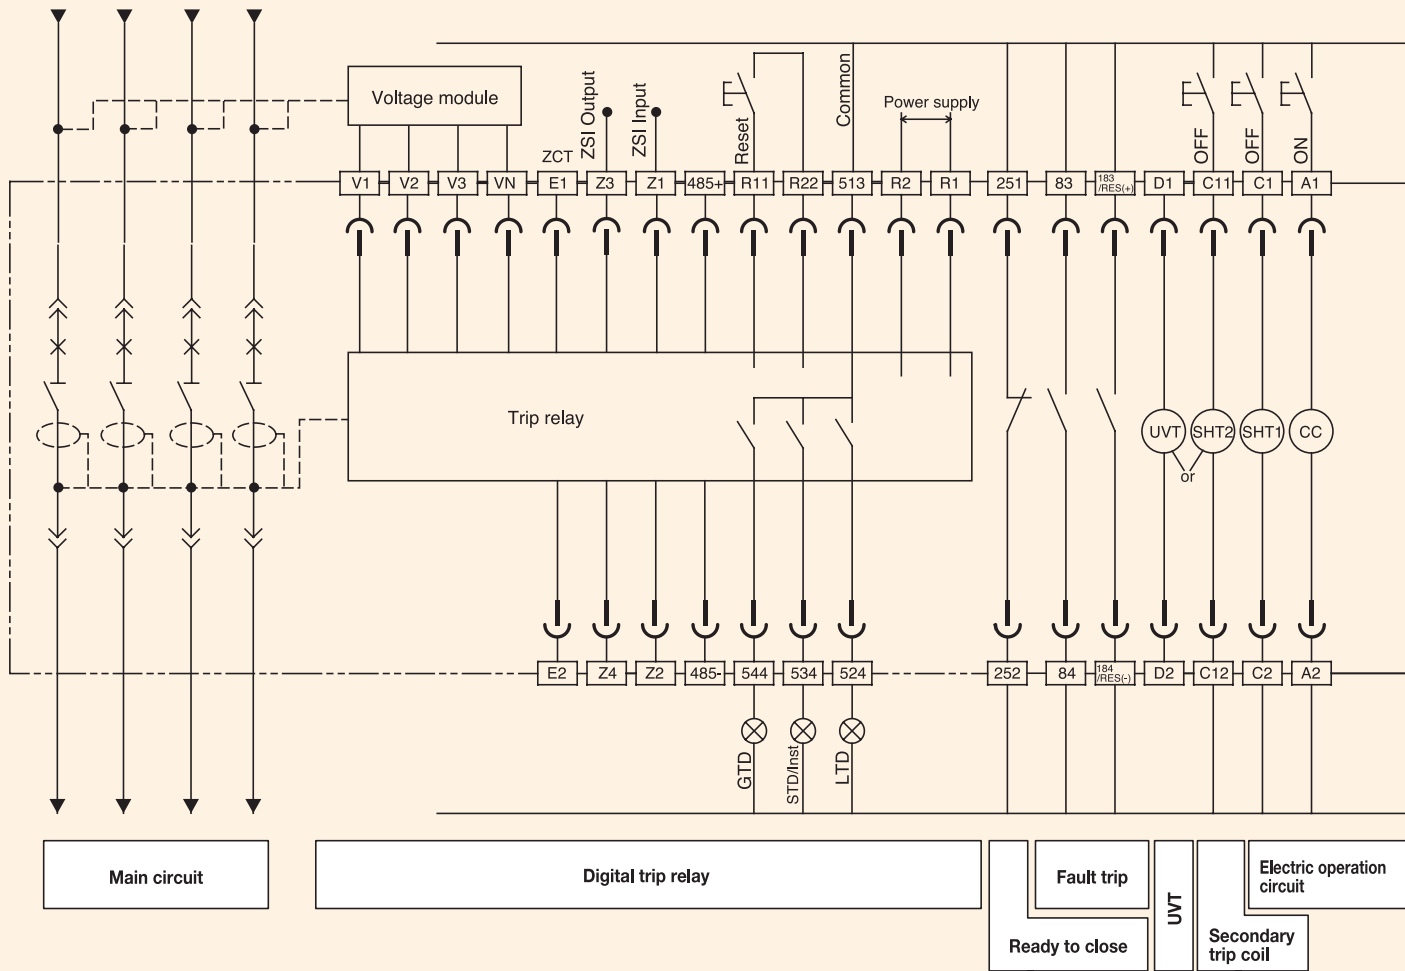 Voltage module
ZCT
ZSI Output
ZSI Input
Reset
Common
Power supply
OFF
OFF
ON
V1
V2
V3
VN
E1
Z3
Z1
485+
R11
R22
513
R2
R1
251
83
183
/RES(+)
D1
C11
C1
A1
Trip relay
UVT
SHT2
SHT1
CC
or
E2
Z4
Z2
485-
544
534
524
252
84
184
/RES(-)
D2
C12
C2
A2
GTD
STD/Inst
LTD
Main circuit
Digital trip relay
Ready to close
Fault trip
UVT
Secondary
trip coil
Electric operation
circuit